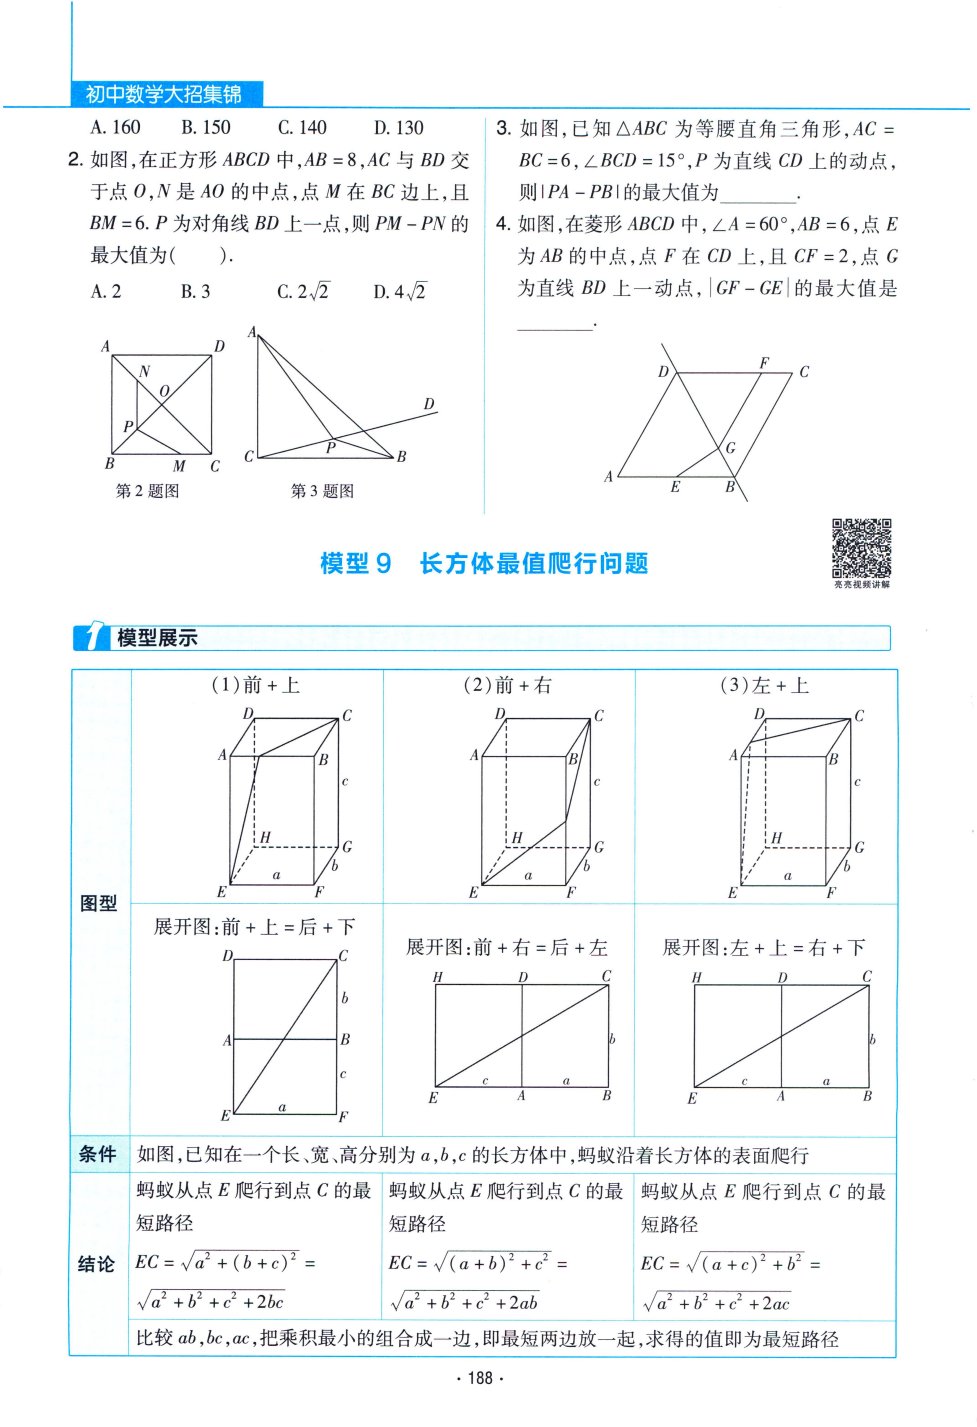 初中数学大招集锦
A. 160 B. 150 C. 140 D. 130
2. 如图,在正方形 ABCD 中,AB = 8,AC 与 BD 交
于点 O,N 是 AO 的中点,点 M 在 BC 边上,且
BM = 6. P 为对角线 BD 上一点,则 PM - PN 的
最大值为( ).
A. 2 B. 3 C. 2√2 D. 4√2
A D
N
O
P
B M C
第 2 题图
A
D
C P B
第 3 题图
3. 如图,已知 △ABC 为等腰直角三角形,AC =
BC = 6,∠BCD = 15°,P 为直线 CD 上的动点,
则|PA - PB|的最大值为________.
4. 如图,在菱形 ABCD 中,∠A = 60°,AB = 6,点 E
为 AB 的中点,点 F 在 CD 上,且 CF = 2,点 G
为直线 BD 上一动点,|GF - GE|的最大值是
________.
D F C
G
A E B
亮亮视频讲解
模型 9 长方体最值爬行问题
1 模型展示
图型
(1)前 + 上
D C
A B
c
H G
b
a
E F
(2)前 + 右
D C
A B
c
H G
b
a
E F
(3)左 + 上
D C
A B
c
H G
b
a
E F
展开图:前 + 上 = 后 + 下
D C
b
A B
c
a
E F
展开图:前 + 右 = 后 + 左
H D C
b
c a
E A B
展开图:左 + 上 = 右 + 下
H D C
b
c a
E A B
条件 如图,已知在一个长、宽、高分别为 a,b,c 的长方体中,蚂蚁沿着长方体的表面爬行
结论
蚂蚁从点 E 爬行到点 C 的最
短路径
EC = √(a² + (b + c)²) =
√(a² + b² + c² + 2bc)
蚂蚁从点 E 爬行到点 C 的最
短路径
EC = √((a + b)² + c²) =
√(a² + b² + c² + 2ab)
蚂蚁从点 E 爬行到点 C 的最
短路径
EC = √((a + c)² + b²) =
√(a² + b² + c² + 2ac)
比较 ab,bc,ac,把乘积最小的组合成一边,即最短两边放一起,求得的值即为最短路径
· 188 ·